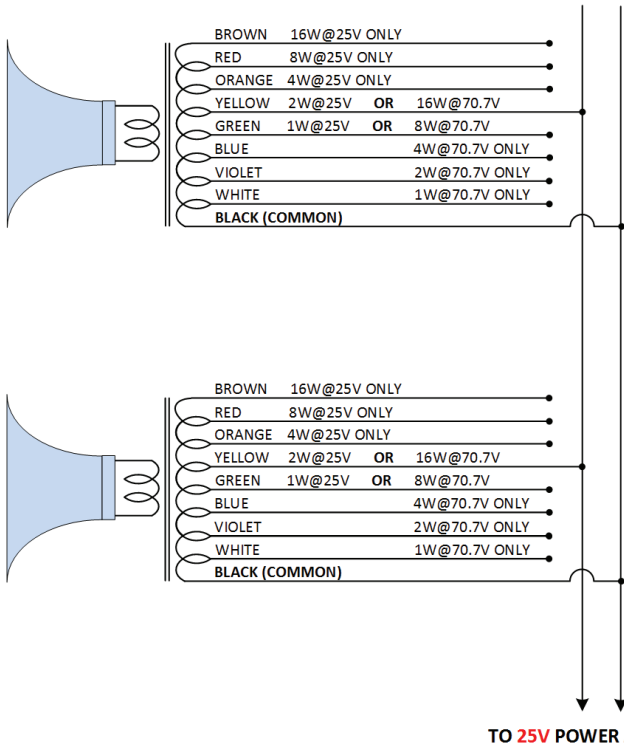 BROWN 16W@25V ONLY
RED 8W@25V ONLY
ORANGE 4W@25V ONLY
YELLOW 2W@25V OR 16W@70.7V
GREEN 1W@25V OR 8W@70.7V
BLUE 4W@70.7V ONLY
VIOLET 2W@70.7V ONLY
WHITE 1W@70.7V ONLY
BLACK (COMMON)
BROWN 16W@25V ONLY
RED 8W@25V ONLY
ORANGE 4W@25V ONLY
YELLOW 2W@25V OR 16W@70.7V
GREEN 1W@25V OR 8W@70.7V
BLUE 4W@70.7V ONLY
VIOLET 2W@70.7V ONLY
WHITE 1W@70.7V ONLY
BLACK (COMMON)
TO 25V POWER